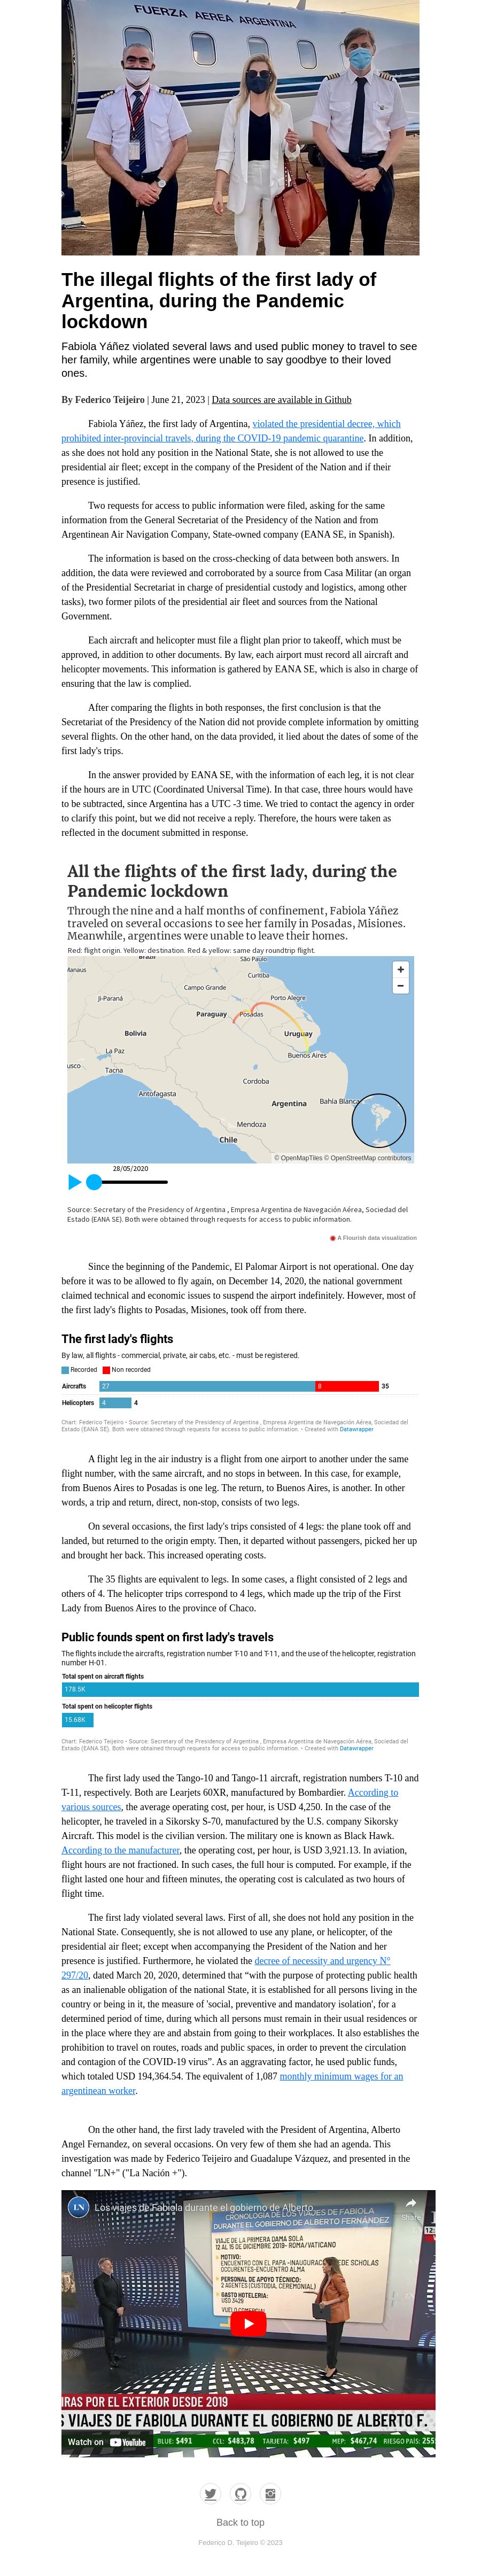 FUERZA AEREA ARGENTINA
The illegal flights of the first lady of
Argentina, during the Pandemic
lockdown
Fabiola Yáñez violated several laws and used public money to travel to see
her family, while argentines were unable to say goodbye to their loved
ones.
By Federico Teijeiro | June 21, 2023 | Data sources are available in Github
Fabiola Yáñez, the first lady of Argentina, violated the presidential decree, which
prohibited inter-provincial travels, during the COVID-19 pandemic quarantine. In addition,
as she does not hold any position in the National State, she is not allowed to use the
presidential air fleet; except in the company of the President of the Nation and if their
presence is justified.
Two requests for access to public information were filed, asking for the same
information from the General Secretariat of the Presidency of the Nation and from
Argentinean Air Navigation Company, State-owned company (EANA SE, in Spanish).
The information is based on the cross-checking of data between both answers. In
addition, the data were reviewed and corroborated by a source from Casa Militar (an organ
of the Presidential Secretariat in charge of presidential custody and logistics, among other
tasks), two former pilots of the presidential air fleet and sources from the National
Government.
Each aircraft and helicopter must file a flight plan prior to takeoff, which must be
approved, in addition to other documents. By law, each airport must record all aircraft and
helicopter movements. This information is gathered by EANA SE, which is also in charge of
ensuring that the law is complied.
After comparing the flights in both responses, the first conclusion is that the
Secretariat of the Presidency of the Nation did not provide complete information by omitting
several flights. On the other hand, on the data provided, it lied about the dates of some of the
first lady's trips.
In the answer provided by EANA SE, with the information of each leg, it is not clear
if the hours are in UTC (Coordinated Universal Time). In that case, three hours would have
to be subtracted, since Argentina has a UTC -3 time. We tried to contact the agency in order
to clarify this point, but we did not receive a reply. Therefore, the hours were taken as
reflected in the document submitted in response.
All the flights of the first lady, during the
Pandemic lockdown
Through the nine and a half months of confinement, Fabiola Yáñez
traveled on several occasions to see her family in Posadas, Misiones.
Meanwhile, argentines were unable to leave their homes.
Red: flight origin. Yellow: destination. Red & yellow: same day roundtrip flight.
Brazil
São Paulo
Manaus
Curitiba
Campo Grande
Ji-Paraná
Porto Alegre
Paraguay
Posadas
Bolivia
Uruguay
La Paz
Buenos Aires
usco
Tacna
Cordoba
Antofagasta
Argentina
Bahía Blanca
Mendoza
Chile
© OpenMapTiles © OpenStreetMap contributors
28/05/2020
Source: Secretary of the Presidency of Argentina , Empresa Argentina de Navegación Aérea, Sociedad del
Estado (EANA SE). Both were obtained through requests for access to public information.
A Flourish data visualization
Since the beginning of the Pandemic, El Palomar Airport is not operational. One day
before it was to be allowed to fly again, on December 14, 2020, the national government
claimed technical and economic issues to suspend the airport indefinitely. However, most of
the first lady's flights to Posadas, Misiones, took off from there.
The first lady's flights
By law, all flights - commercial, private, air cabs, etc. - must be registered.
Recorded Non recorded
Aircrafts 27 8 35
Helicopters 4 4
Chart: Federico Teijeiro • Source: Secretary of the Presidency of Argentina , Empresa Argentina de Navegación Aérea, Sociedad del
Estado (EANA SE). Both were obtained through requests for access to public information. • Created with Datawrapper
A flight leg in the air industry is a flight from one airport to another under the same
flight number, with the same aircraft, and no stops in between. In this case, for example,
from Buenos Aires to Posadas is one leg. The return, to Buenos Aires, is another. In other
words, a trip and return, direct, non-stop, consists of two legs.
On several occasions, the first lady's trips consisted of 4 legs: the plane took off and
landed, but returned to the origin empty. Then, it departed without passengers, picked her up
and brought her back. This increased operating costs.
The 35 flights are equivalent to legs. In some cases, a flight consisted of 2 legs and
others of 4. The helicopter trips correspond to 4 legs, which made up the trip of the First
Lady from Buenos Aires to the province of Chaco.
Public founds spent on first lady's travels
The flights include the aircrafts, registration number T-10 and T-11, and the use of the helicopter, registration
number H-01.
Total spent on aircraft flights
178.5K
Total spent on helicopter flights
15.68K
Chart: Federico Teijeiro • Source: Secretary of the Presidency of Argentina , Empresa Argentina de Navegación Aérea, Sociedad del
Estado (EANA SE). Both were obtained through requests for access to public information. • Created with Datawrapper
The first lady used the Tango-10 and Tango-11 aircraft, registration numbers T-10 and
T-11, respectively. Both are Learjets 60XR, manufactured by Bombardier. According to
various sources, the average operating cost, per hour, is USD 4,250. In the case of the
helicopter, he traveled in a Sikorsky S-70, manufactured by the U.S. company Sikorsky
Aircraft. This model is the civilian version. The military one is known as Black Hawk.
According to the manufacturer, the operating cost, per hour, is USD 3,921.13. In aviation,
flight hours are not fractioned. In such cases, the full hour is computed. For example, if the
flight lasted one hour and fifteen minutes, the operating cost is calculated as two hours of
flight time.
The first lady violated several laws. First of all, she does not hold any position in the
National State. Consequently, she is not allowed to use any plane, or helicopter, of the
presidential air fleet; except when accompanying the President of the Nation and her
presence is justified. Furthermore, he violated the decree of necessity and urgency N°
297/20, dated March 20, 2020, determined that “with the purpose of protecting public health
as an inalienable obligation of the national State, it is established for all persons living in the
country or being in it, the measure of 'social, preventive and mandatory isolation', for a
determined period of time, during which all persons must remain in their usual residences or
in the place where they are and abstain from going to their workplaces. It also establishes the
prohibition to travel on routes, roads and public spaces, in order to prevent the circulation
and contagion of the COVID-19 virus”. As an aggravating factor, he used public funds,
which totaled USD 194,364.54. The equivalent of 1,087 monthly minimum wages for an
argentinean worker.
On the other hand, the first lady traveled with the President of Argentina, Alberto
Angel Fernandez, on several occasions. On very few of them she had an agenda. This
investigation was made by Federico Teijeiro and Guadalupe Vázquez, and presented in the
channel "LN+" ("La Nación +").
LN
Los viajes de Fabiola durante el gobierno de Alberto
Share
CRONOLOGÍA DE LOS VIAJES DE FABIOLA
DURANTE EL GOBIERNO DE ALBERTO FERNÁNDEZ
12:
VIAJE DE LA PRIMERA DAMA SOLA
12 AL 15 DE DICIEMBRE 2019- ROMA/VATICANO
MOTIVO:
ENCUENTRO CON EL PAPA -INAUGURACIÓN SEDE SCHOLAS
OCCURENTES-ENCUENTRO ALMA
PERSONAL DE APOYO TÉCNICO:
2 AGENTES (CUSTODIA, CEREMONIAL)
GASTO HOTELERIA:
USD 3429
VUELO COMERCIAL
IRAS POR EL EXTERIOR DESDE 2019
S VIAJES DE FABIOLA DURANTE EL GOBIERNO DE ALBERTO F.
Watch on YouTube
BLUE: $491 CCL: $483,78 TARJETA: $497 MEP: $467,74 RIESGO PAÍS: 255
Back to top
Federico D. Teijeiro © 2023